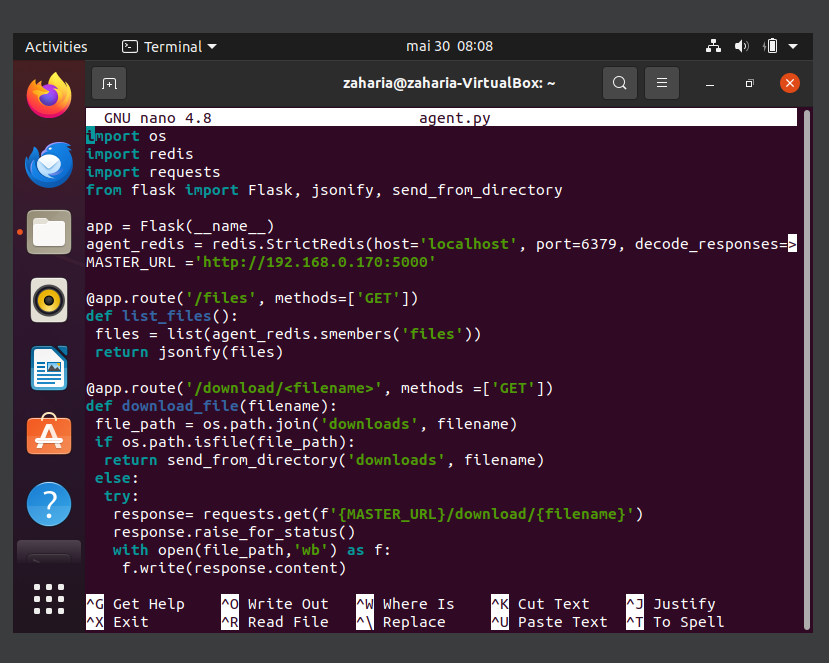 Activities Terminal mai 30 08:08
zaharia@zaharia-VirtualBox: ~
GNU nano 4.8 agent.py
import os
import redis
import requests
from flask import Flask, jsonify, send_from_directory

app = Flask(__name__)
agent_redis = redis.StrictRedis(host='localhost', port=6379, decode_responses=>
MASTER_URL ='http://192.168.0.170:5000'

@app.route('/files', methods=['GET'])
def list_files():
 files = list(agent_redis.smembers('files'))
 return jsonify(files)

@app.route('/download/<filename>', methods =['GET'])
def download_file(filename):
 file_path = os.path.join('downloads', filename)
 if os.path.isfile(file_path):
  return send_from_directory('downloads', filename)
 else:
  try:
   response= requests.get(f'{MASTER_URL}/download/{filename}')
   response.raise_for_status()
   with open(file_path,'wb') as f:
    f.write(response.content)

^G Get Help ^O Write Out ^W Where Is ^K Cut Text ^J Justify
^X Exit ^R Read File ^\ Replace ^U Paste Text ^T To Spell